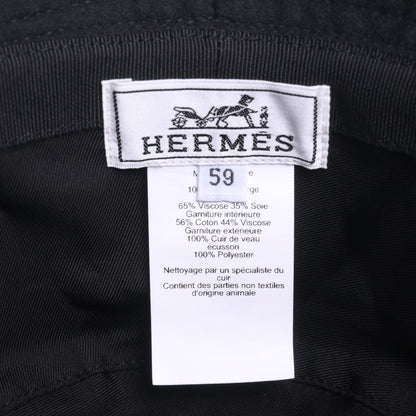 HERMÈS
59
65% Viscose 35% Soie
Garniture intérieure
56% Coton 44% Viscose
Garniture extérieure
100% Cuir de veau
écusson
100% Polyester
Nettoyage par un spécialiste du
cuir
Contient des parties non textiles
d'origine animale